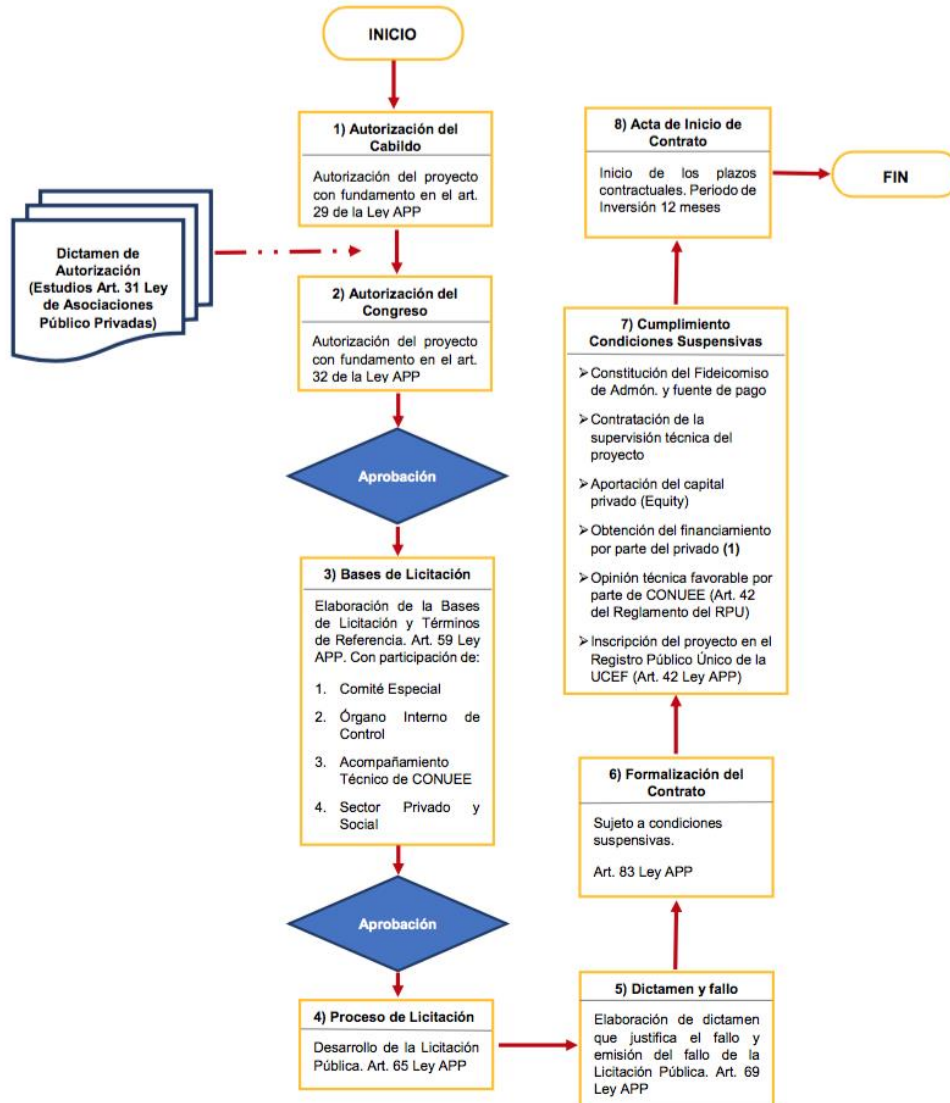 INICIO
1) Autorización del
Cabildo
Autorización del proyecto
con fundamento en el art.
29 de la Ley APP
Dictamen de
Autorización
(Estudios Art. 31 Ley
de Asociaciones
Público Privadas)
2) Autorización del
Congreso
Autorización del proyecto
con fundamento en el art.
32 de la Ley APP
Aprobación
3) Bases de Licitación
Elaboración de la Bases
de Licitación y Términos
de Referencia. Art. 59 Ley
APP. Con participación de:
1. Comité Especial
2. Órgano Interno de
Control
3. Acompañamiento
Técnico de CONUEE
4. Sector Privado y
Social
Aprobación
4) Proceso de Licitación
Desarrollo de la Licitación
Pública. Art. 65 Ley APP
5) Dictamen y fallo
Elaboración de dictamen
que justifica el fallo y
emisión del fallo de la
Licitación Pública. Art. 69
Ley APP
6) Formalización del
Contrato
Sujeto a condiciones
suspensivas.
Art. 83 Ley APP
7) Cumplimiento
Condiciones Suspensivas
➢ Constitución del Fideicomiso
de Admón. y fuente de pago
➢ Contratación de la
supervisión técnica del
proyecto
➢ Aportación del capital
privado (Equity)
➢ Obtención del financiamiento
por parte del privado (1)
➢ Opinión técnica favorable por
parte de CONUEE (Art. 42
del Reglamento del RPU)
➢ Inscripción del proyecto en el
Registro Público Único de la
UCEF (Art. 42 Ley APP)
8) Acta de Inicio de
Contrato
Inicio de los plazos
contractuales. Periodo de
Inversión 12 meses
FIN